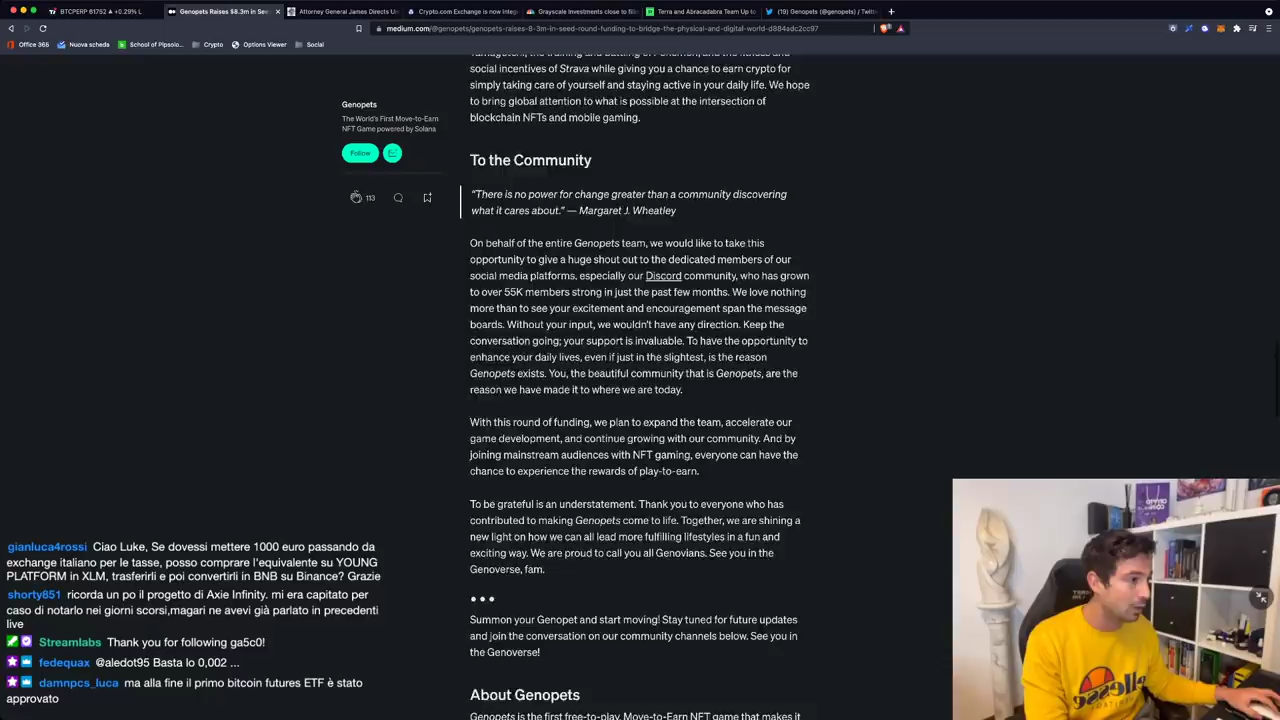 BTCPERP 61752 ▲ +0.29% L
Genopets Raises $8.3m in See
Attorney General James Directs Un
Crypto.com Exchange is now Integ
Grayscale Investments close to fili
Terra and Abracadabra Team Up to
(19) Genopets (@genopets) / Twitt
medium.com/@genopets/genopets-raises-8-3m-in-seed-round-funding-to-bridge-the-physical-and-digital-world-d884adc2cc97
Office 365
Nuova scheda
School of Pipsolo...
Crypto
Options Viewer
Social
social incentives of Strava while giving you a chance to earn crypto for
simply taking care of yourself and staying active in your daily life. We hope
to bring global attention to what is possible at the intersection of
blockchain NFTs and mobile gaming.
Genopets
The World's First Move-to-Earn
NFT Game powered by Solana
Follow
113
To the Community
"There is no power for change greater than a community discovering
what it cares about." — Margaret J. Wheatley
On behalf of the entire Genopets team, we would like to take this
opportunity to give a huge shout out to the dedicated members of our
social media platforms, especially our Discord community, who has grown
to over 55K members strong in just the past few months. We love nothing
more than to see your excitement and encouragement span the message
boards. Without your input, we wouldn't have any direction. Keep the
conversation going; your support is invaluable. To have the opportunity to
enhance your daily lives, even if just in the slightest, is the reason
Genopets exists. You, the beautiful community that is Genopets, are the
reason we have made it to where we are today.
With this round of funding, we plan to expand the team, accelerate our
game development, and continue growing with our community. And by
joining mainstream audiences with NFT gaming, everyone can have the
chance to experience the rewards of play-to-earn.
To be grateful is an understatement. Thank you to everyone who has
contributed to making Genopets come to life. Together, we are shining a
new light on how we can all lead more fulfilling lifestyles in a fun and
exciting way. We are proud to call you all Genovians. See you in the
Genoverse, fam.
Summon your Genopet and start moving! Stay tuned for future updates
and join the conversation on our community channels below. See you in
the Genoverse!
About Genopets
Genopets is the first free-to-play, Move-to-Earn NFT game that makes it
gianluca4rossi Ciao Luke, Se dovessi mettere 1000 euro passando da
exchange italiano per le tasse, posso comprare l'equivalente su YOUNG
PLATFORM in XLM, trasferirli e poi convertirli in BNB su Binance? Grazie
shorty851 ricorda un po il progetto di Axie Infinity. mi era capitato per
caso di notarlo nei giorni scorsi,magari ne avevi già parlato in precedenti
live
Streamlabs Thank you for following ga5c0!
fedequax @aledot95 Basta lo 0,002 ...
damnpcs_luca ma alla fine il primo bitcoin futures ETF è stato
approvato
ellesse